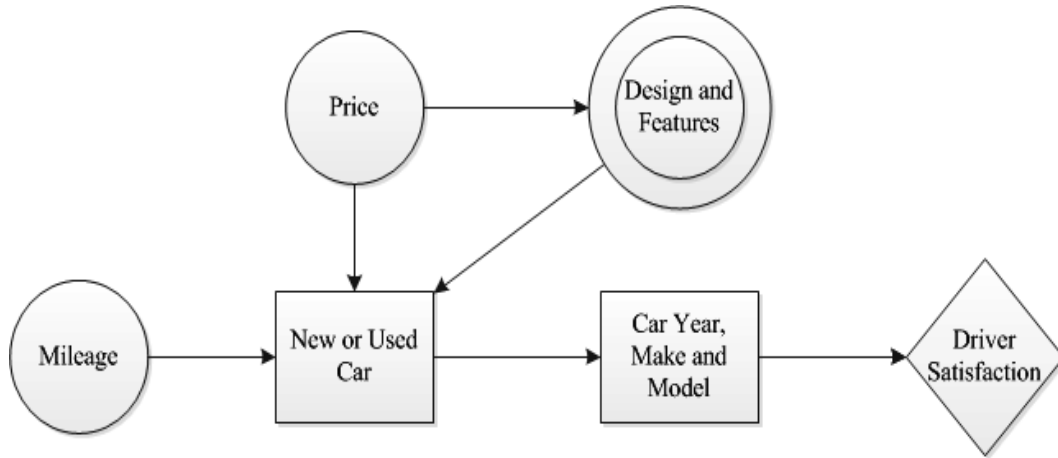 Price
Design and
Features
Mileage
New or Used
Car
Car Year,
Make and
Model
Driver
Satisfaction